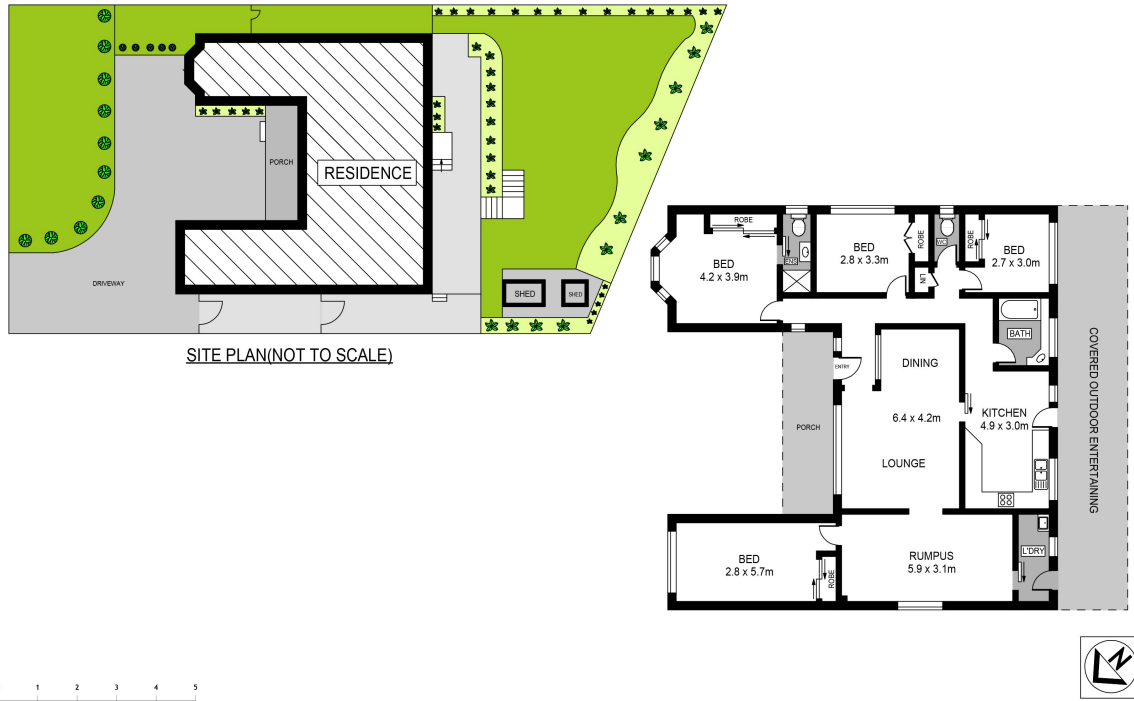 PORCH
RESIDENCE
DRIVEWAY
SHED
SHED
SITE PLAN(NOT TO SCALE)
ROBE
BED
4.2 x 3.9m
ENS
BED
2.8 x 3.3m
ROBE
WC
LIN
ROBE
BED
2.7 x 3.0m
BATH
ENTRY
DINING
6.4 x 4.2m
LOUNGE
KITCHEN
4.9 x 3.0m
PORCH
COVERED OUTDOOR ENTERTAINING
BED
2.8 x 5.7m
ROBE
RUMPUS
5.9 x 3.1m
L'DRY
N
1 2 3 4 5